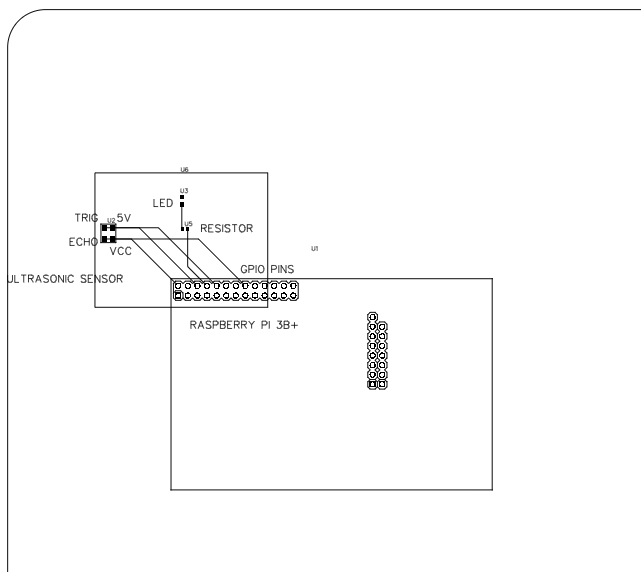 U6
U3
LED
TRIG U2 5V
U5 RESISTOR
ECHO VCC
U1
GPIO PINS
ULTRASONIC SENSOR
RASPBERRY PI 3B+